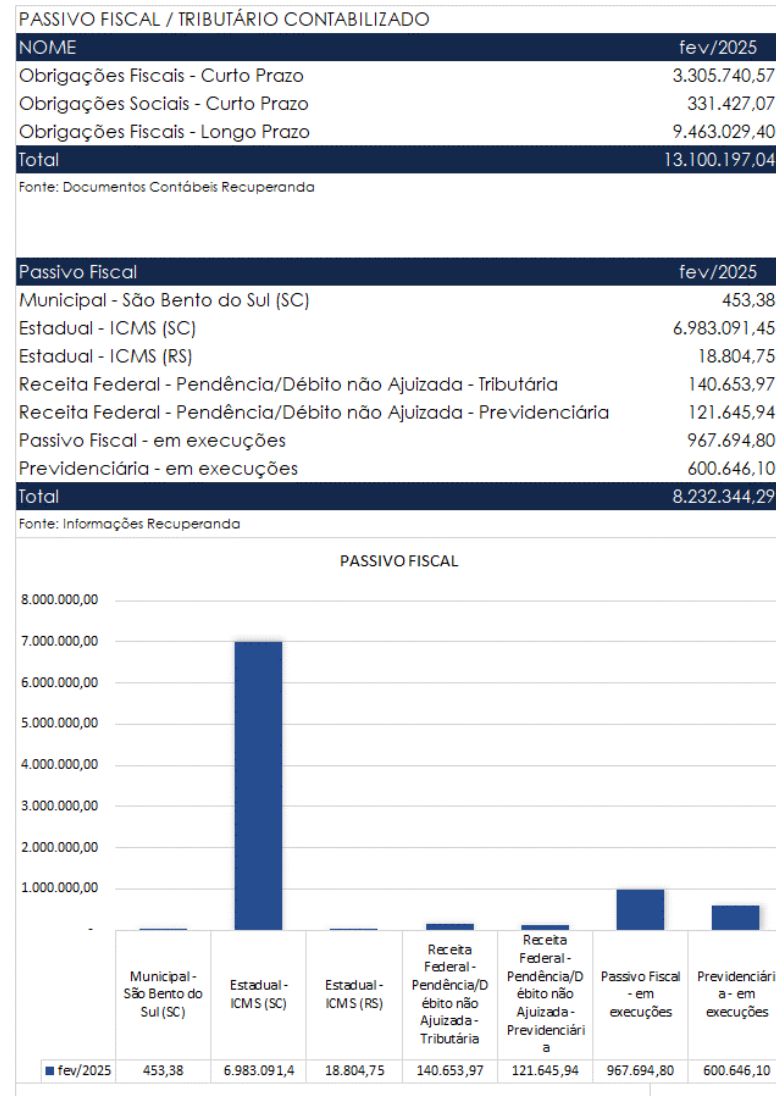 PASSIVO FISCAL / TRIBUTÁRIO CONTABILIZADO
NOME fev/2025
Obrigações Fiscais - Curto Prazo 3.305.740,57
Obrigações Sociais - Curto Prazo 331.427,07
Obrigações Fiscais - Longo Prazo 9.463.029,40
Total 13.100.197,04
Fonte: Documentos Contábeis Recuperanda
Passivo Fiscal fev/2025
Municipal - São Bento do Sul (SC) 453,38
Estadual - ICMS (SC) 6.983.091,45
Estadual - ICMS (RS) 18.804,75
Receita Federal - Pendência/Débito não Ajuizada - Tributária 140.653,97
Receita Federal - Pendência/Débito não Ajuizada - Previdenciária 121.645,94
Passivo Fiscal - em execuções 967.694,80
Previdenciária - em execuções 600.646,10
Total 8.232.344,29
Fonte: Informações Recuperanda
PASSIVO FISCAL
8.000.000,00
7.000.000,00
6.000.000,00
5.000.000,00
4.000.000,00
3.000.000,00
2.000.000,00
1.000.000,00
-
Municipal -
São Bento do
Sul (SC)
Estadual -
ICMS (SC)
Estadual -
ICMS (RS)
Receita
Federal -
Pendência/D
ébito não
Ajuizada -
Tributária
Receita
Federal -
Pendência/D
ébito não
Ajuizada -
Previdenciári
a
Passivo Fiscal
- em
execuções
Previdenciári
a - em
execuções
fev/2025 453,38 6.983.091,4 18.804,75 140.653,97 121.645,94 967.694,80 600.646,10